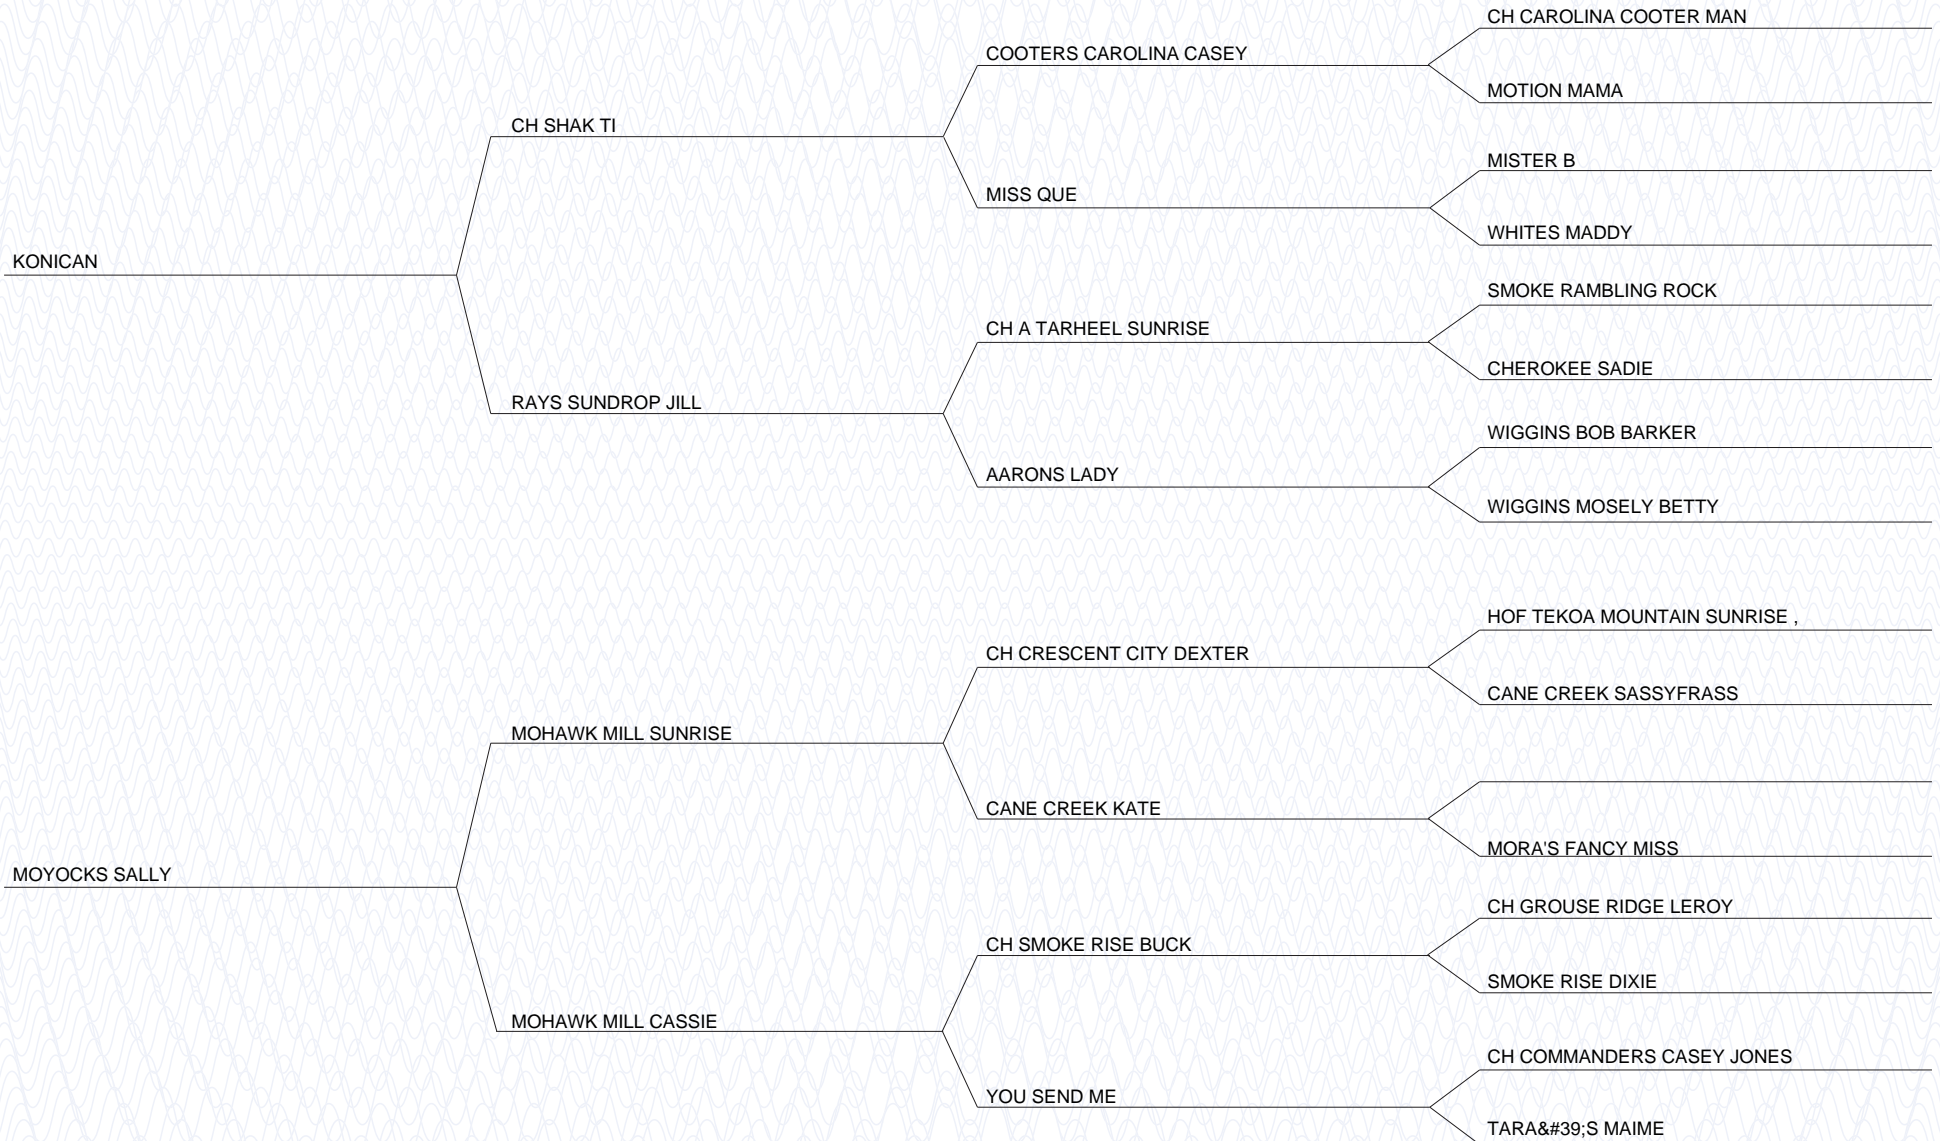 CH CAROLINA COOTER MAN
COOTERS CAROLINA CASEY
MOTION MAMA
CH SHAK TI
MISTER B
MISS QUE
WHITES MADDY
KONICAN
SMOKE RAMBLING ROCK
CH A TARHEEL SUNRISE
CHEROKEE SADIE
RAYS SUNDROP JILL
WIGGINS BOB BARKER
AARONS LADY
WIGGINS MOSELY BETTY
HOF TEKOA MOUNTAIN SUNRISE ,
CH CRESCENT CITY DEXTER
CANE CREEK SASSYFRASS
MOHAWK MILL SUNRISE
CANE CREEK KATE
MORA'S FANCY MISS
MOYOCKS SALLY
CH GROUSE RIDGE LEROY
CH SMOKE RISE BUCK
SMOKE RISE DIXIE
MOHAWK MILL CASSIE
CH COMMANDERS CASEY JONES
YOU SEND ME
TARA&#39;S MAIME